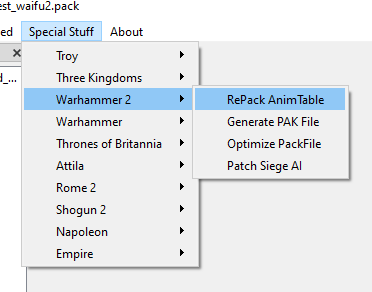 est_waifu2.pack
ed Special Stuff About
d_...
Troy
Three Kingdoms
Warhammer 2
Warhammer
Thrones of Britannia
Attila
Rome 2
Shogun 2
Napoleon
Empire
RePack AnimTable
Generate PAK File
Optimize PackFile
Patch Siege AI